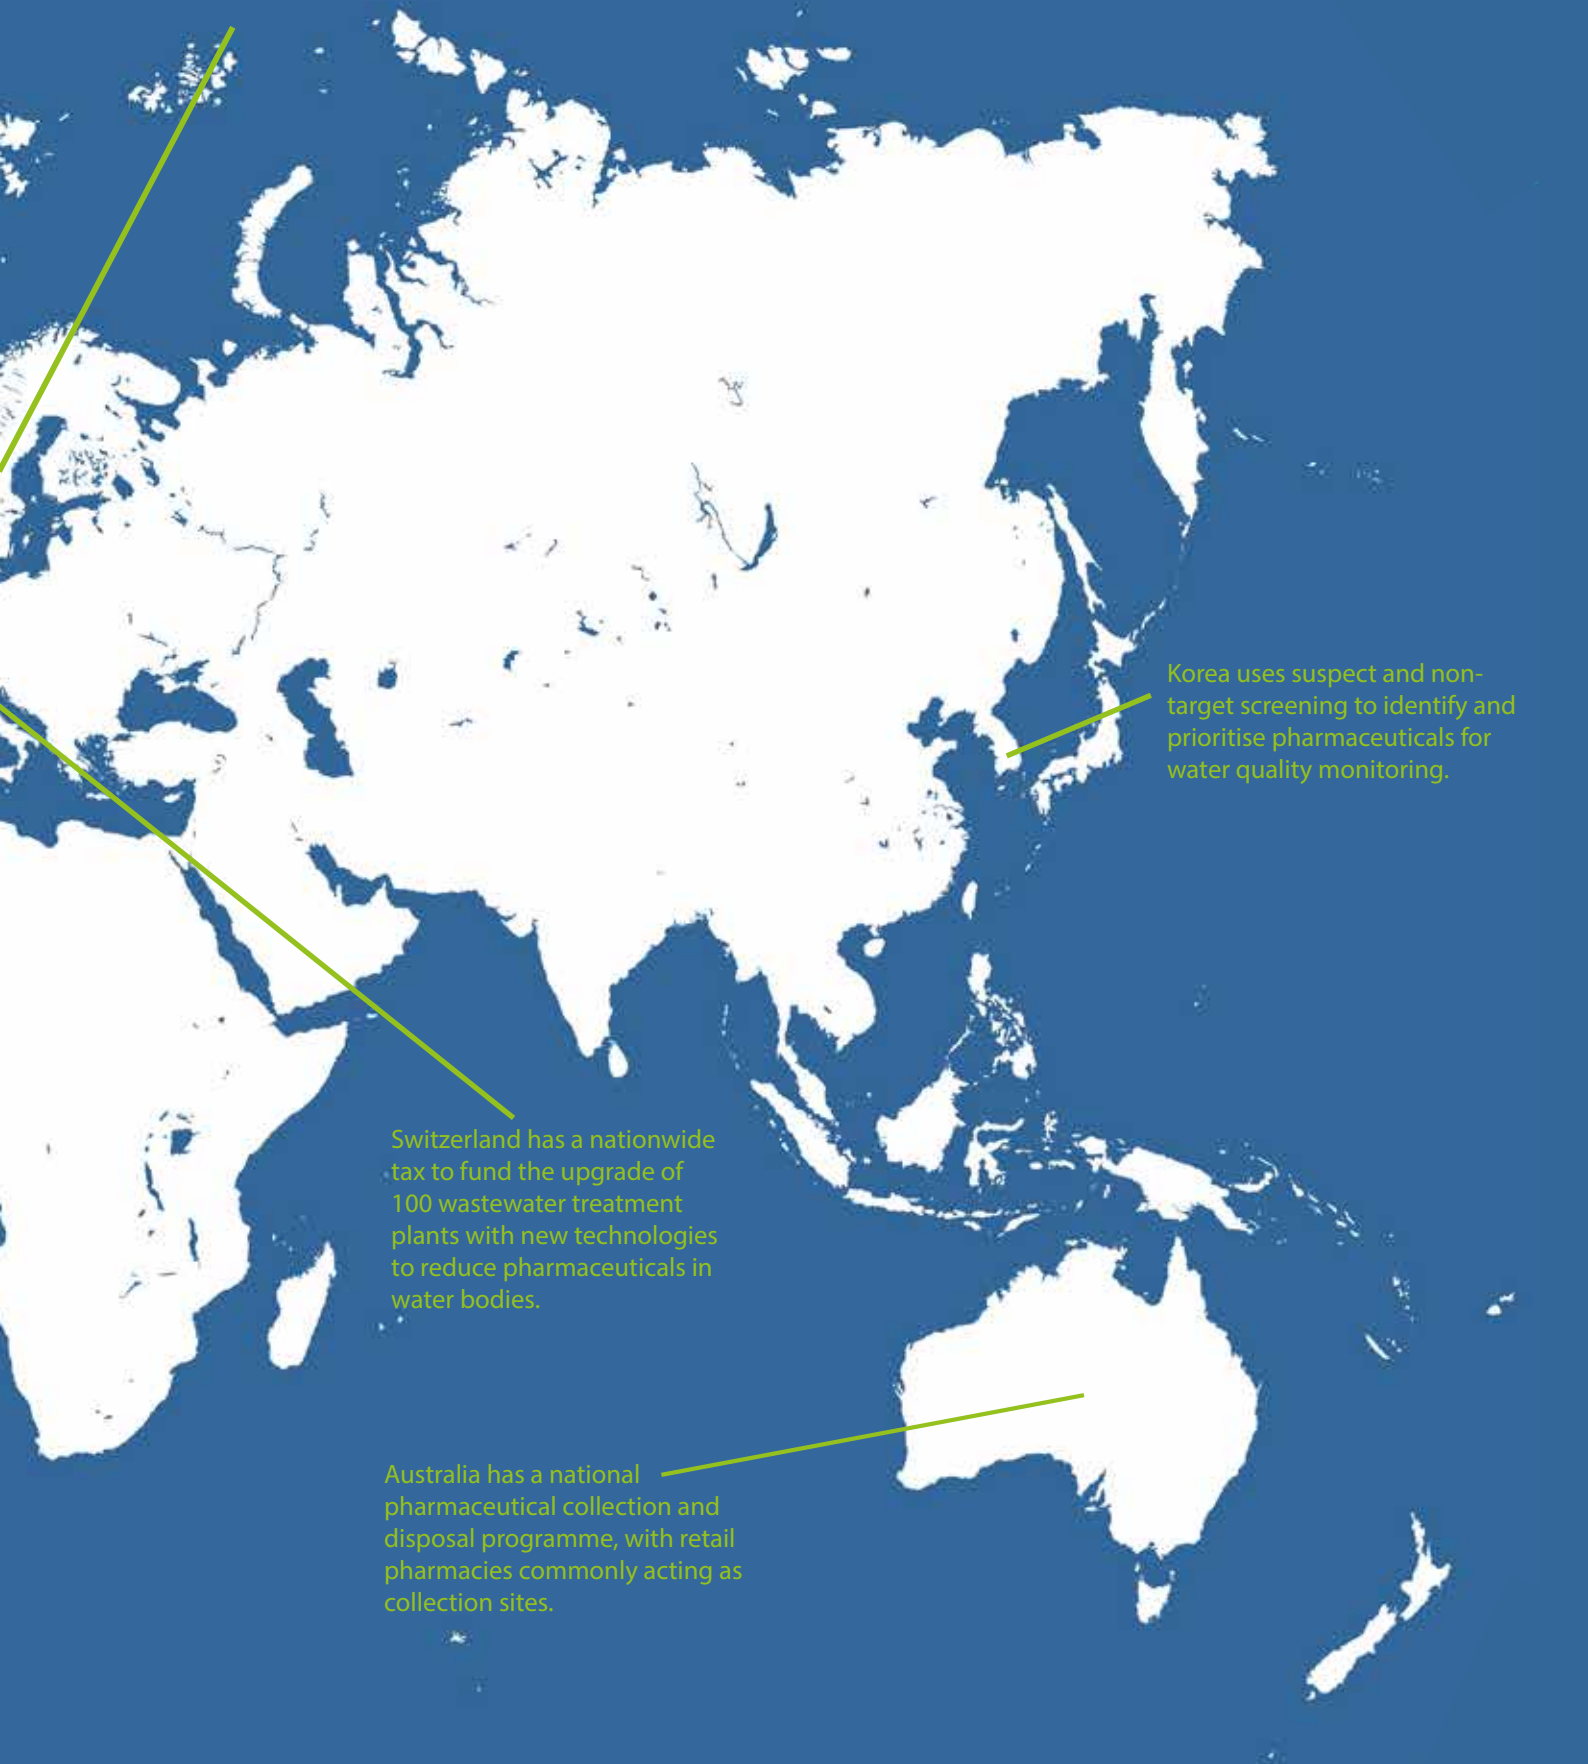 Korea uses suspect and non-
target screening to identify and
prioritise pharmaceuticals for
water quality monitoring.
Switzerland has a nationwide
tax to fund the upgrade of
100 wastewater treatment
plants with new technologies
to reduce pharmaceuticals in
water bodies.
Australia has a national
pharmaceutical collection and
disposal programme, with retail
pharmacies commonly acting as
collection sites.